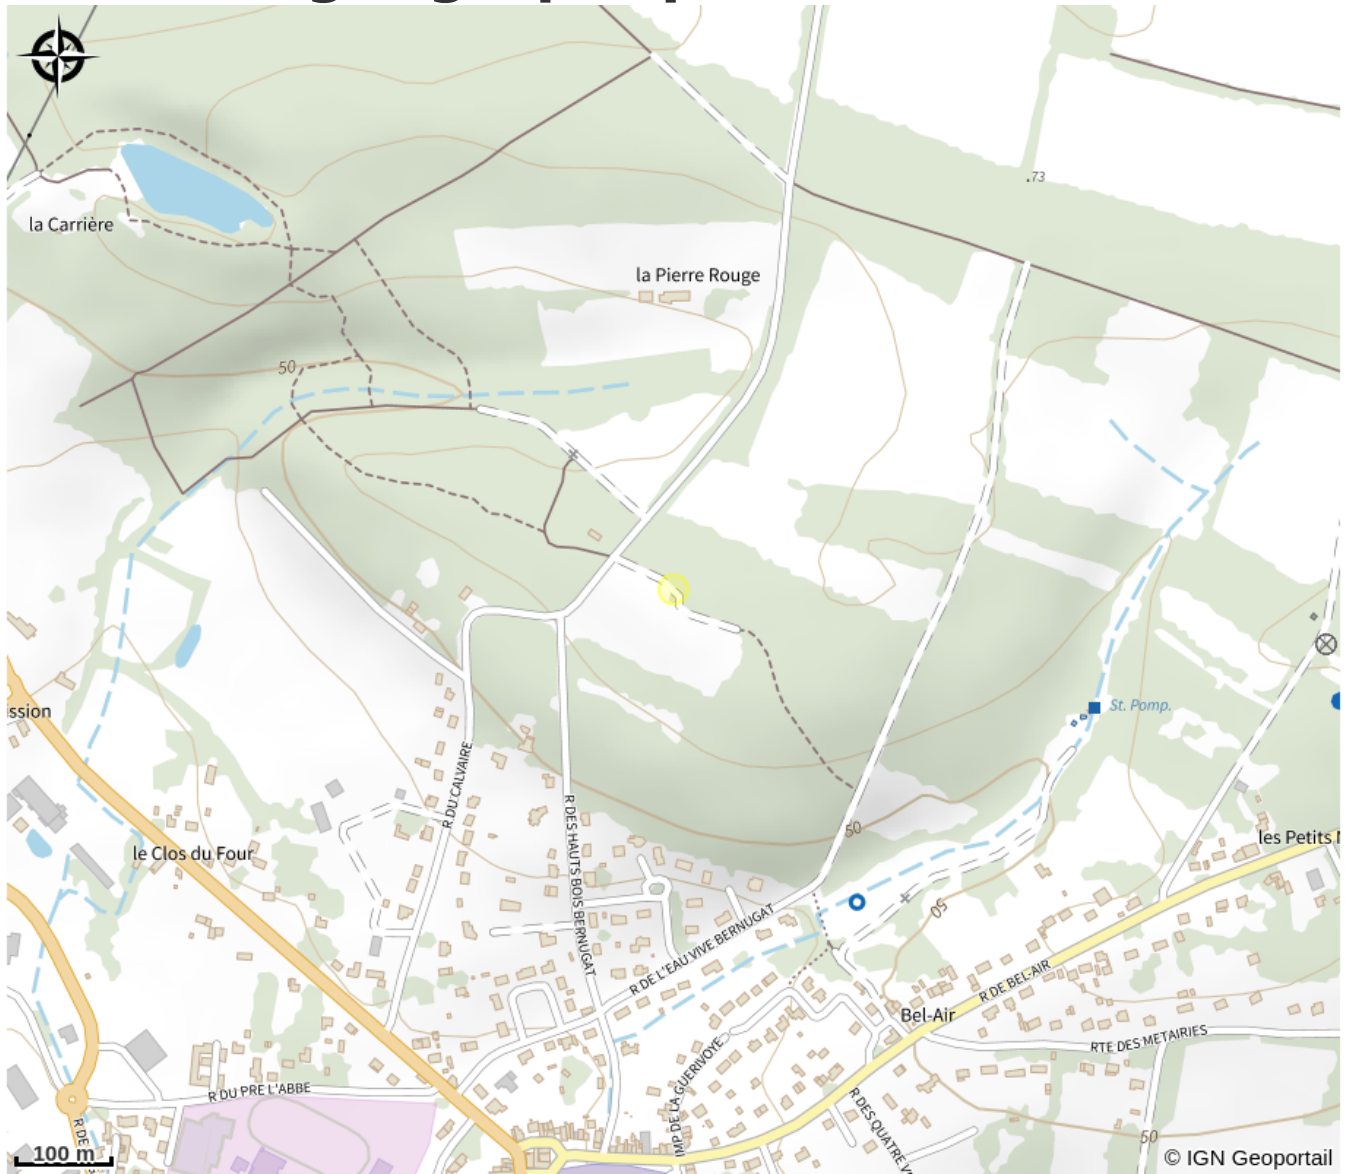 73
la Carrière
la Pierre Rouge
50
ission
St. Pomp.
R DU CALVAIRE
R DES HAUTS BOIS BERNUGAT
50
les Petits
le Clos du Four
R DE L'EAU VIVE BERNUGAT
50
R DE BEL-AIR
Bel-Air
RTE DES METAIRIES
IMP DE LA GUERIVOYE
R DU PRE L'ABBE
R DES QUATRE
R DE
50
100 m
© IGN Geoportail